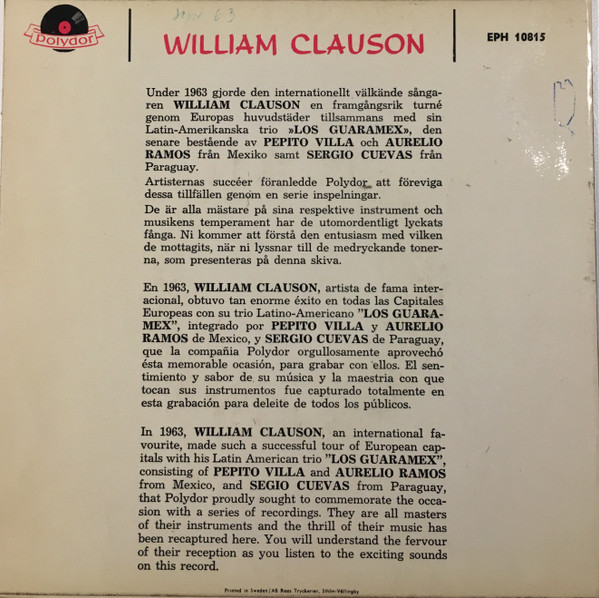 polydor
WILLIAM CLAUSON
EPH 10815
Under 1963 gjorde den internationellt välkände sånga-
ren WILLIAM CLAUSON en framgångsrik turné
genom Europas huvudstäder tillsammans med sin
Latin-Amerikanska trio »LOS GUARAMEX», den
senare bestående av PEPITO VILLA och AURELIO
RAMOS från Mexiko samt SERGIO CUEVAS från
Paraguay.
Artisternas succéer föranledde Polydor att föreviga
dessa tillfällen genom en serie inspelningar.
De är alla mästare på sina respektive instrument och
musikens temperament har de utomordentligt lyckats
fånga. Ni kommer att förstå den entusiasm med vilken
de mottagits, när ni lyssnar till de medryckande toner-
na, som presenteras på denna skiva.
En 1963, WILLIAM CLAUSON, artista de fama inter-
acional, obtuvo tan enorme éxito en todas las Capitales
Europeas con su trio Latino-Americano "LOS GUARA-
MEX", integrado por PEPITO VILLA y AURELIO
RAMOS de Mexico, y SERGIO CUEVAS de Paraguay,
que la compañia Polydor orgullosamente aprovechó
ésta memorable ocasión, para grabar con ellos. El sen-
timiento y sabor de su música y la maestria con que
tocan sus instrumentos fue capturado totalmente en
esta grabación para deleite de todos los públicos.
In 1963, WILLIAM CLAUSON, an international fa-
vourite, made such a successful tour of European cap-
itals with his Latin American trio "LOS GUARAMEX",
consisting of PEPITO VILLA and AURELIO RAMOS
from Mexico, and SEGIO CUEVAS from Paraguay,
that Polydor proudly sought to commemorate the occa-
sion with a series of recordings. They are all masters
of their instruments and the thrill of their music has
been recaptured here. You will understand the fervour
of their reception as you listen to the exciting sounds
on this record.
Printed in Sweden/AB Roos Tryckerier, Sthlm-Vällingby